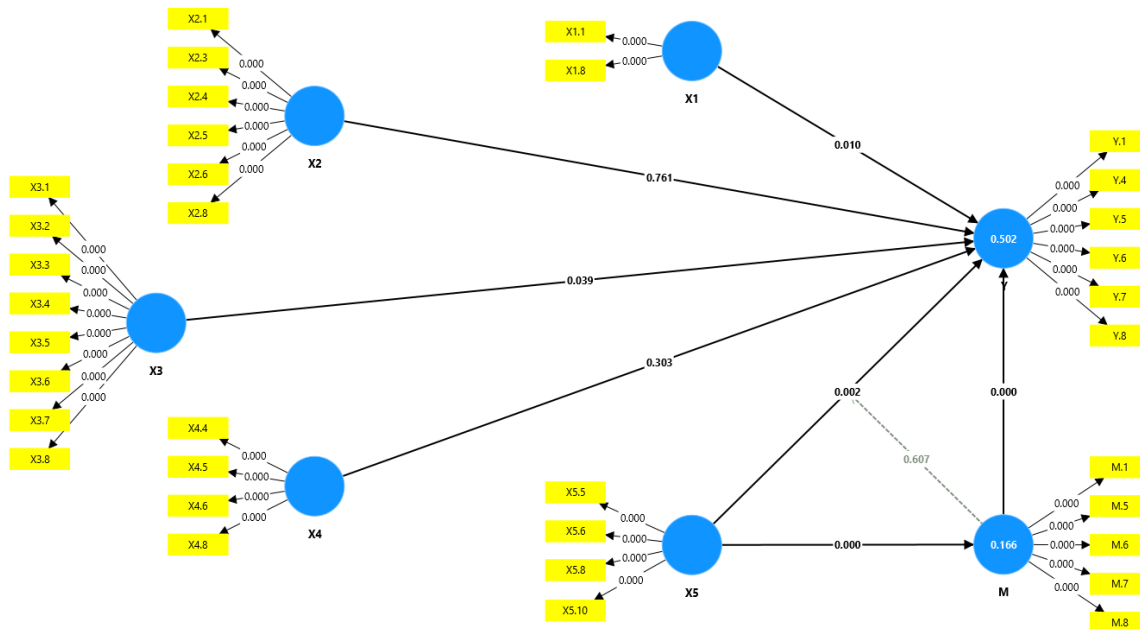 X2.1
X2.3
X2.4
X2.5
X2.6
X2.8
0.000
0.000
0.000
0.000
0.000
0.000
X2
X1.1
X1.8
0.000
0.000
X1
0.010
0.761
X3.1
X3.2
X3.3
X3.4
X3.5
X3.6
X3.7
X3.8
0.000
0.000
0.000
0.000
0.000
0.000
0.000
0.000
X3
0.039
0.502
Y
Y.1
Y.4
Y.5
Y.6
Y.7
Y.8
0.000
0.000
0.000
0.000
0.000
0.000
X4.4
X4.5
X4.6
X4.8
0.000
0.000
0.000
0.000
X4
0.303
0.002
0.000
0.607
X5.5
X5.6
X5.8
X5.10
0.000
0.000
0.000
0.000
X5
0.000
0.166
M
0.000
0.000
0.000
0.000
0.000
M.1
M.5
M.6
M.7
M.8